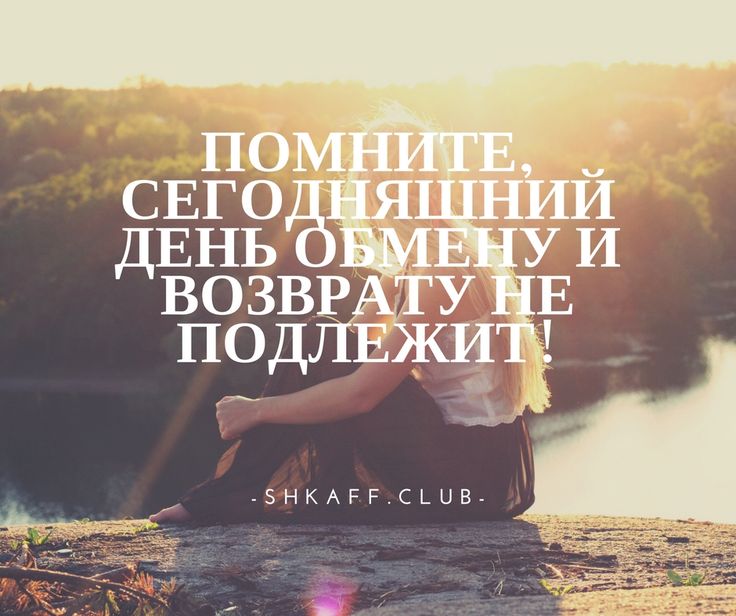 ПОМНИТЕ,
СЕГОДНЯШНИЙ
ДЕНЬ ОБМЕНУ И
ВОЗВРАТУ НЕ
ПОДЛЕЖИТ!
-SHKAFF.CLUB-